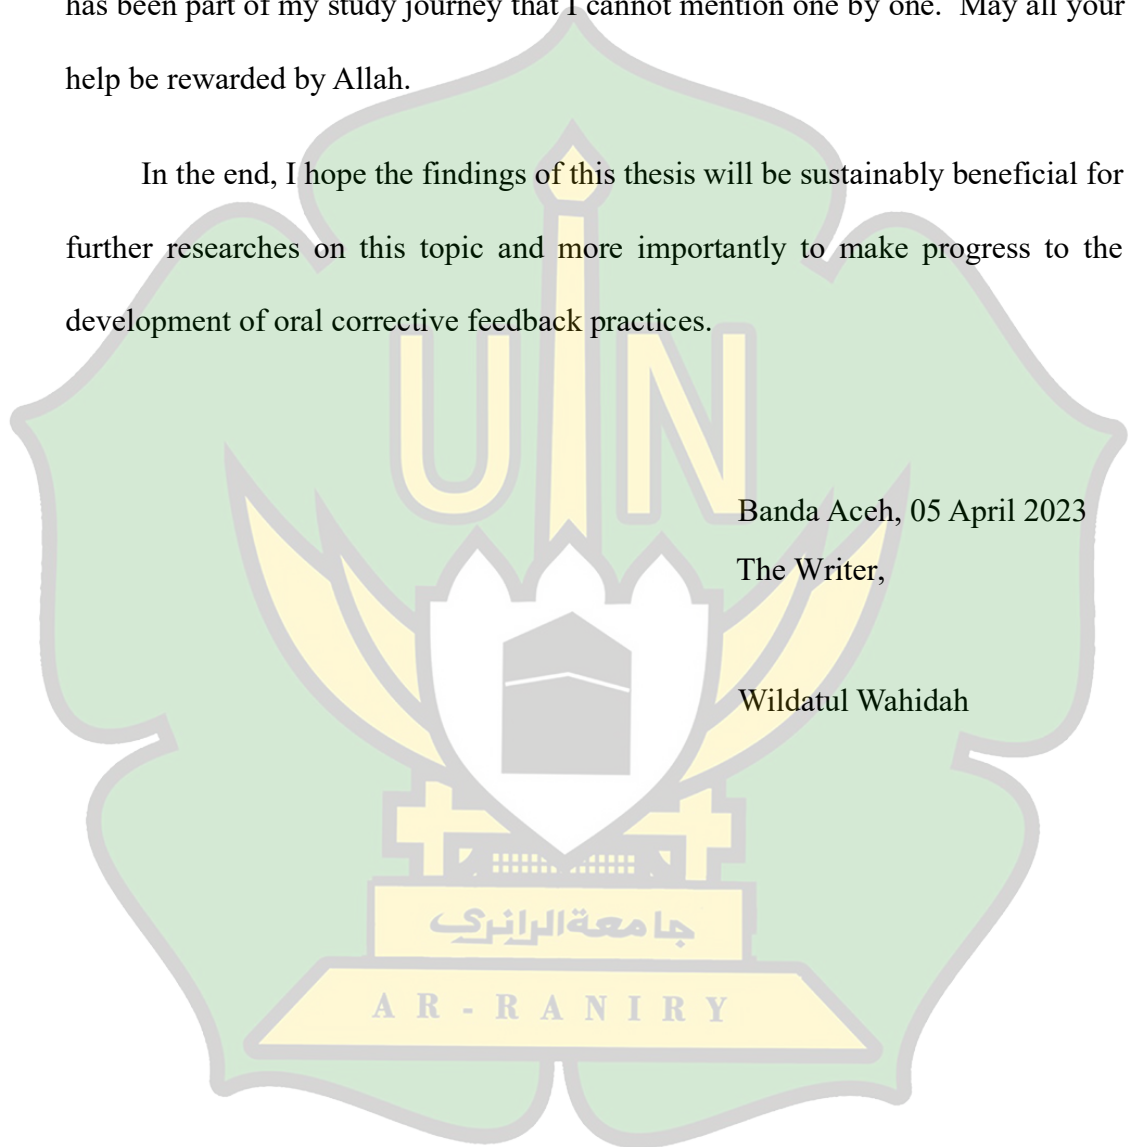 has been part of my study journey that I cannot mention one by one.  May all your
help be rewarded by Allah.
In the end, I hope the findings of this thesis will be sustainably beneficial for
further researches on this topic and more importantly to make progress to the
development of oral corrective feedback practices.
UIN
Banda Aceh, 05 April 2023
The Writer,
Wildatul Wahidah
جامعة الرانري
AR-RANIRY